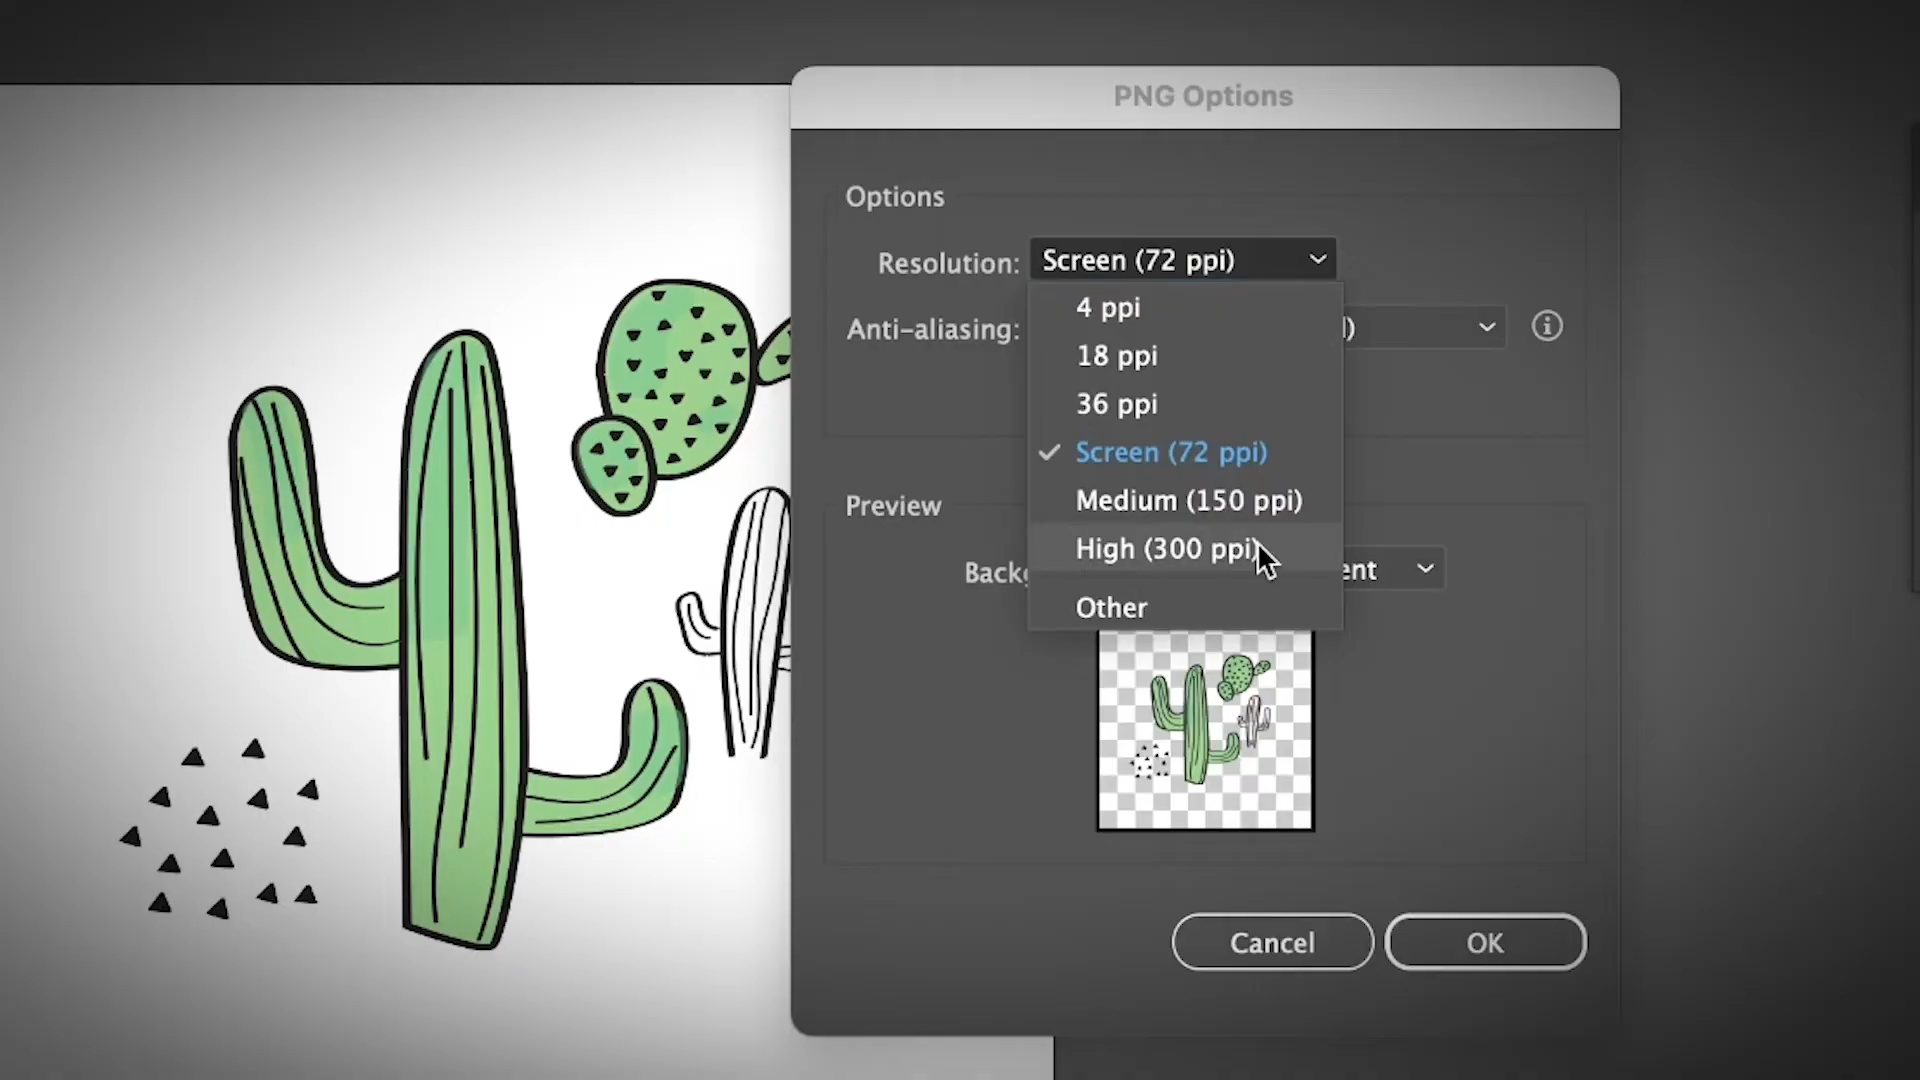 PNG Options
Options
Resolution: Screen (72 ppi)
4 ppi
Anti-aliasing:
18 ppi
36 ppi
✓ Screen (72 ppi)
Medium (150 ppi)
Preview
High (300 ppi)
Other
Cancel
OK